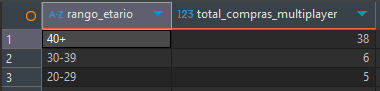 A-Z rango_etario 123 total_compras_multiplayer
1 40+ 38
2 30-39 6
3 20-29 5